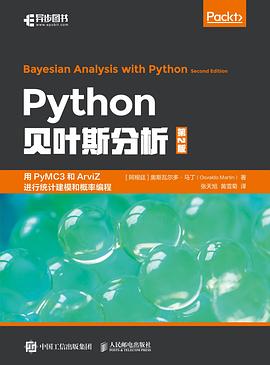 异步图书
www.epubit.com
Packt>
Bayesian Analysis with Python Second Edition
Python
贝叶斯分析 第2版
用 PyMC3 和 ArviZ
进行统计建模和概率编程
[阿根廷] 奥斯瓦尔多·马丁 (Osvaldo Martin) 著
张天旭 黄雪菊 译
中国工信出版集团
人民邮电出版社
POSTS & TELECOM PRESS